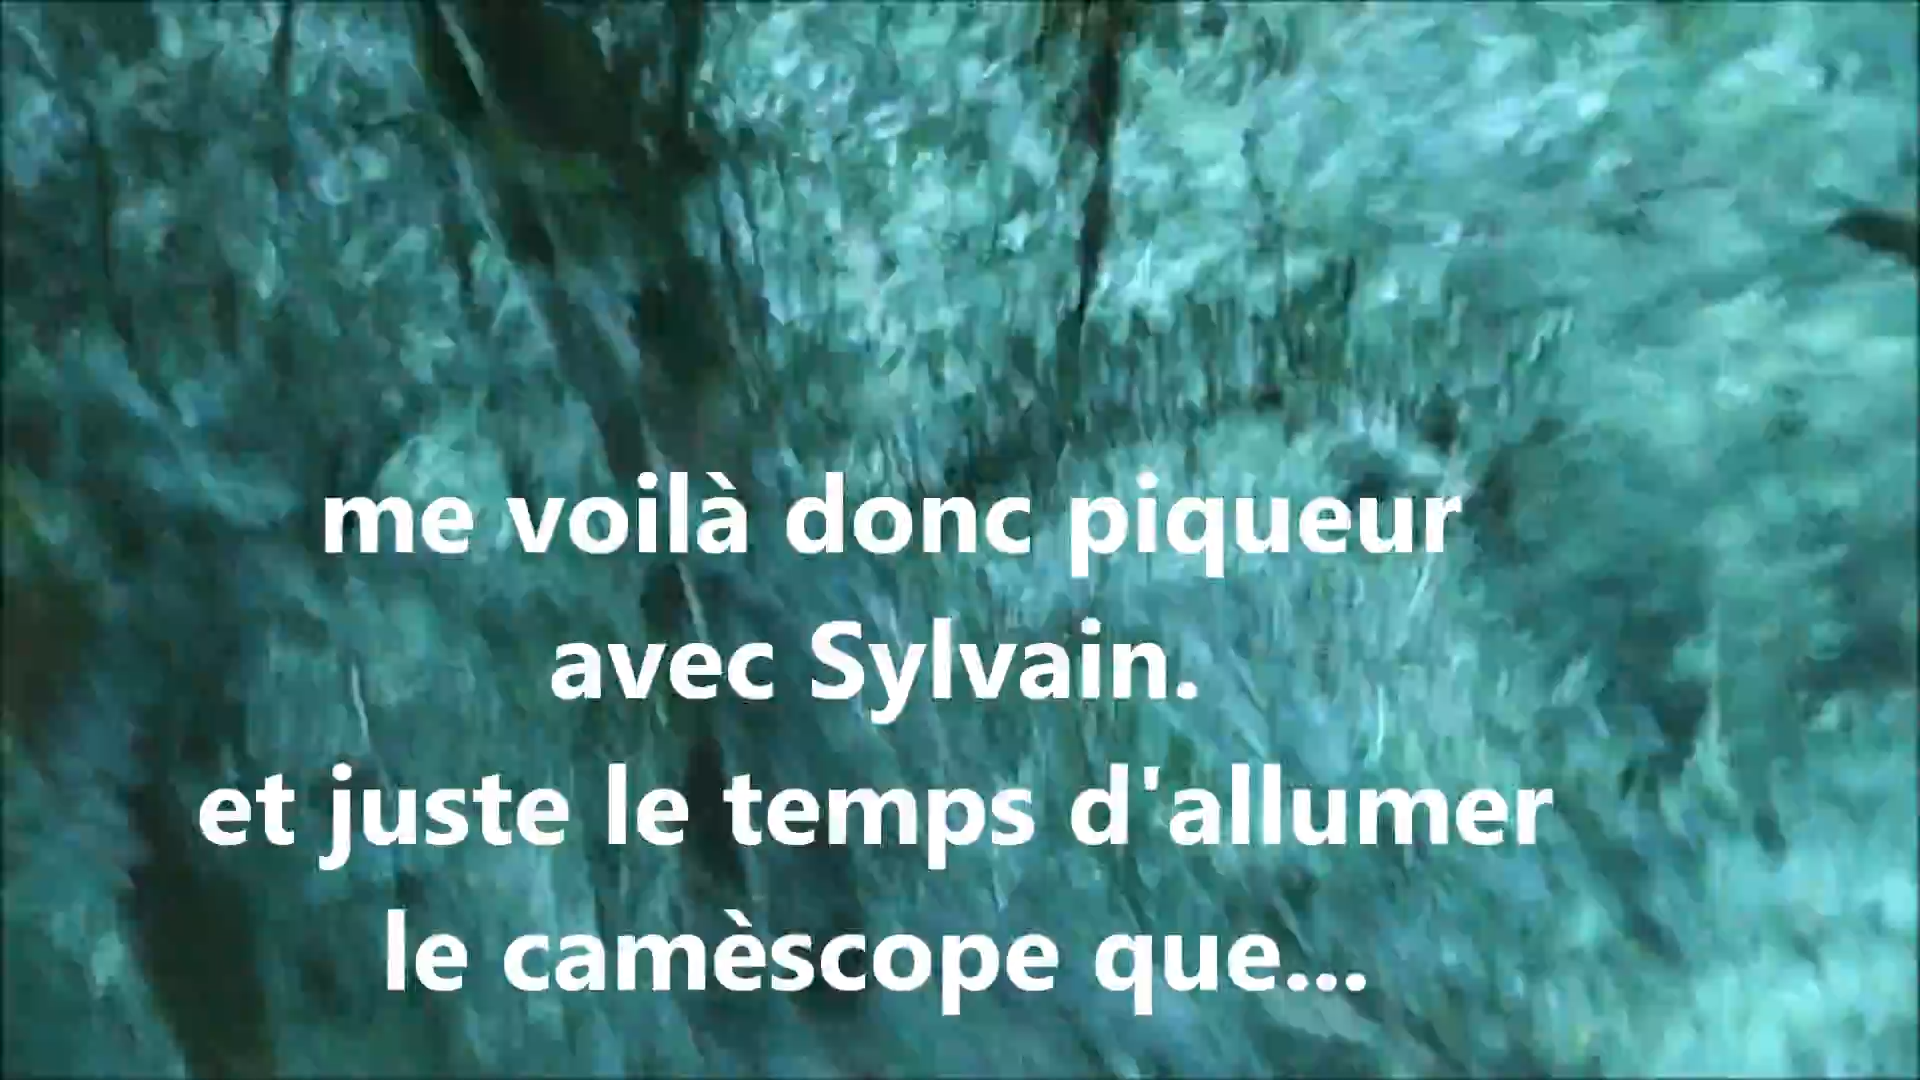 me voilà donc piqueur
avec Sylvain.
et juste le temps d'allumer
le camèscope que...